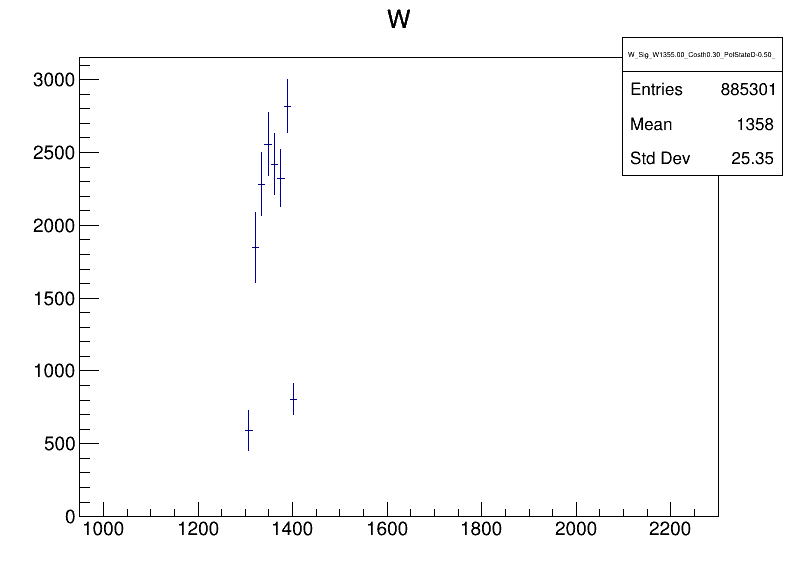 W
W_Sig_W1355.00_Costh0.30_PolStateD-0.50_
Entries 885301
Mean 1358
Std Dev 25.35
3000
2500
2000
1500
1000
500
0
1000 1200 1400 1600 1800 2000 2200